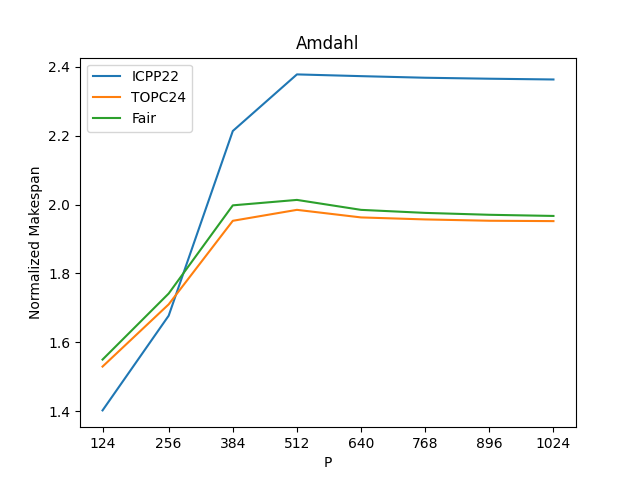 Amdahl
ICPP22
TOPC24
Fair
Normalized Makespan
2.4
2.2
2.0
1.8
1.6
1.4
124 256 384 512 640 768 896 1024
P